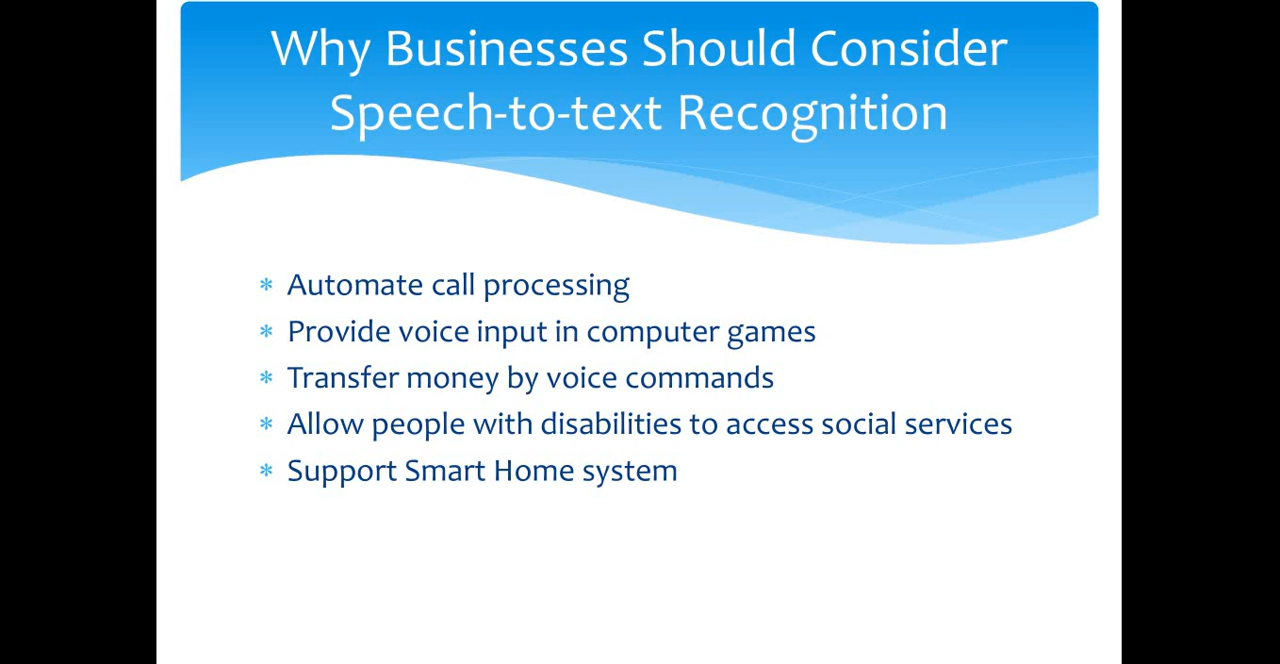 Why Businesses Should Consider
Speech-to-text Recognition
* Automate call processing
* Provide voice input in computer games
* Transfer money by voice commands
* Allow people with disabilities to access social services
* Support Smart Home system